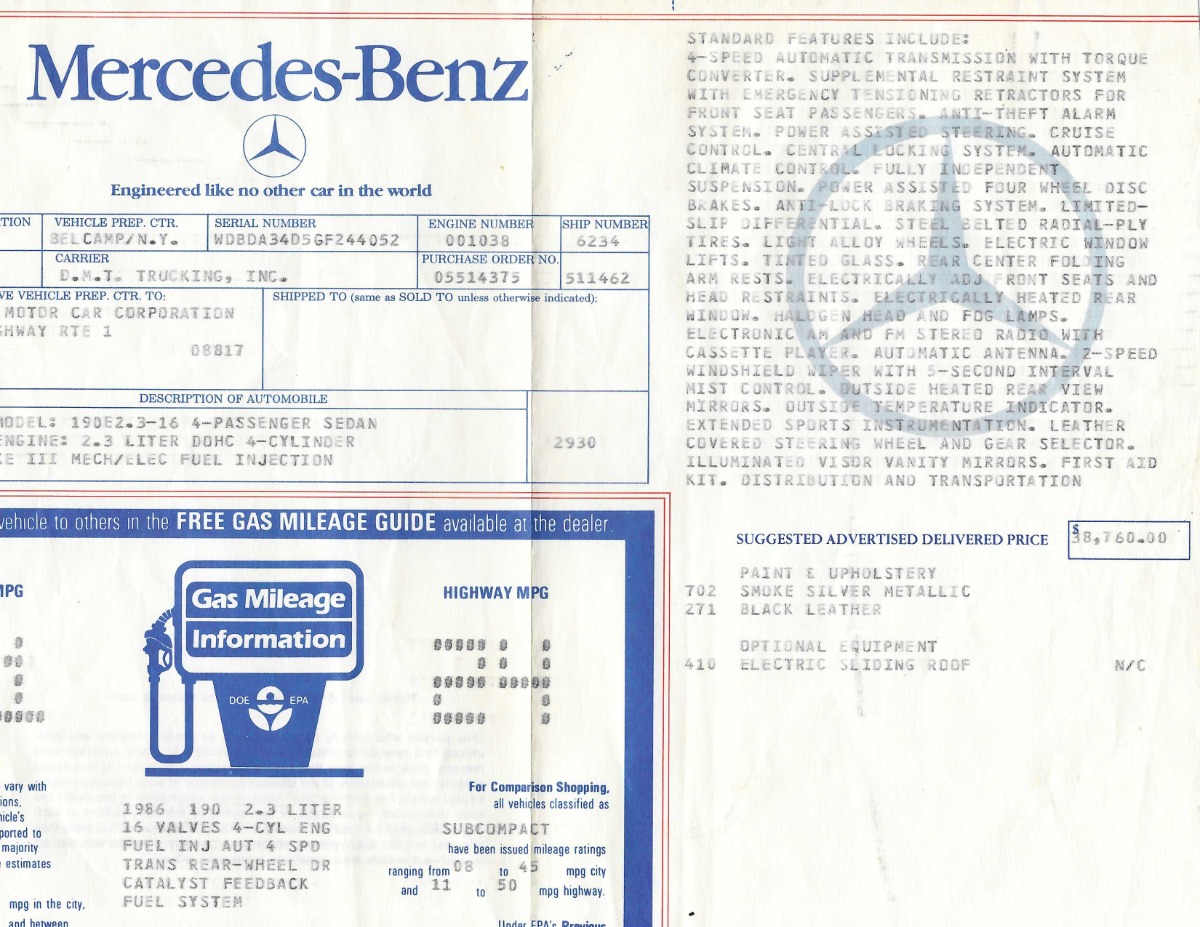 Mercedes-Benz
Engineered like no other car in the world
TION
VEHICLE PREP. CTR.
BELCAMP/N.Y.
SERIAL NUMBER
WDBDA34D5GF244052
ENGINE NUMBER
001038
SHIP NUMBER
6234
CARRIER
D.M.T. TRUCKING, INC.
PURCHASE ORDER NO.
05514375
511462
VE VEHICLE PREP. CTR. TO:
MOTOR CAR CORPORATION
GHWAY RTE 1
08817
SHIPPED TO (same as SOLD TO unless otherwise indicated):
DESCRIPTION OF AUTOMOBILE
MODEL: 190E2.3-16 4-PASSENGER SEDAN
ENGINE: 2.3 LITER DOHC 4-CYLINDER
KE III MECH/ELEC FUEL INJECTION
2930
vehicle to others in the FREE GAS MILEAGE GUIDE available at the dealer.
MPG
Gas Mileage
Information
DOE EPA
HIGHWAY MPG
24
vary with
ions,
hicle's
ported to
majority
estimates
mpg in the city,
and between
1986 190 2.3 LITER
16 VALVES 4-CYL ENG
FUEL INJ AUT 4 SPD
TRANS REAR-WHEEL DR
CATALYST FEEDBACK
FUEL SYSTEM
For Comparison Shopping,
all vehicles classified as
SUBCOMPACT
have been issued mileage ratings
ranging from 08 to 45 mpg city
and 11 to 50 mpg highway.
Under EPA's Previous
STANDARD FEATURES INCLUDE:
4-SPEED AUTOMATIC TRANSMISSION WITH TORQUE
CONVERTER. SUPPLEMENTAL RESTRAINT SYSTEM
WITH EMERGENCY TENSIONING RETRACTORS FOR
FRONT SEAT PASSENGERS. ANTI-THEFT ALARM
SYSTEM. POWER ASSISTED STEERING. CRUISE
CONTROL. CENTRAL LOCKING SYSTEM. AUTOMATIC
CLIMATE CONTROL. FULLY INDEPENDENT
SUSPENSION. POWER ASSISTED FOUR WHEEL DISC
BRAKES. ANTI-LOCK BRAKING SYSTEM. LIMITED-
SLIP DIFFERENTIAL. STEEL BELTED RADIAL-PLY
TIRES. LIGHT ALLOY WHEELS. ELECTRIC WINDOW
LIFTS. TINTED GLASS. REAR CENTER FOLDING
ARM RESTS. ELECTRICALLY ADJ FRONT SEATS AND
HEAD RESTRAINTS. ELECTRICALLY HEATED REAR
WINDOW. HALOGEN HEAD AND FOG LAMPS.
ELECTRONIC AM AND FM STEREO RADIO WITH
CASSETTE PLAYER. AUTOMATIC ANTENNA. 2-SPEED
WINDSHIELD WIPER WITH 5-SECOND INTERVAL
MIST CONTROL. OUTSIDE HEATED REAR VIEW
MIRRORS. OUTSIDE TEMPERATURE INDICATOR.
EXTENDED SPORTS INSTRUMENTATION. LEATHER
COVERED STEERING WHEEL AND GEAR SELECTOR.
ILLUMINATED VISOR VANITY MIRRORS. FIRST AID
KIT. DISTRIBUTION AND TRANSPORTATION
SUGGESTED ADVERTISED DELIVERED PRICE $38,760.00
PAINT & UPHOLSTERY
702 SMOKE SILVER METALLIC
271 BLACK LEATHER
OPTIONAL EQUIPMENT
410 ELECTRIC SLIDING ROOF N/C